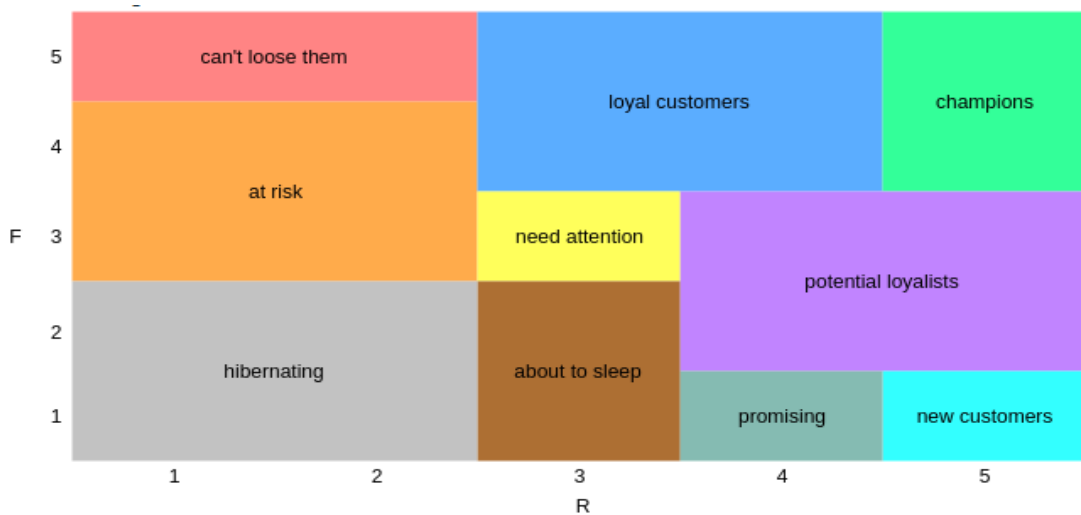 5
can't loose them
loyal customers
champions
4
at risk
F
3
need attention
potential loyalists
2
hibernating
about to sleep
1
promising
new customers
1 2 3 4 5
R